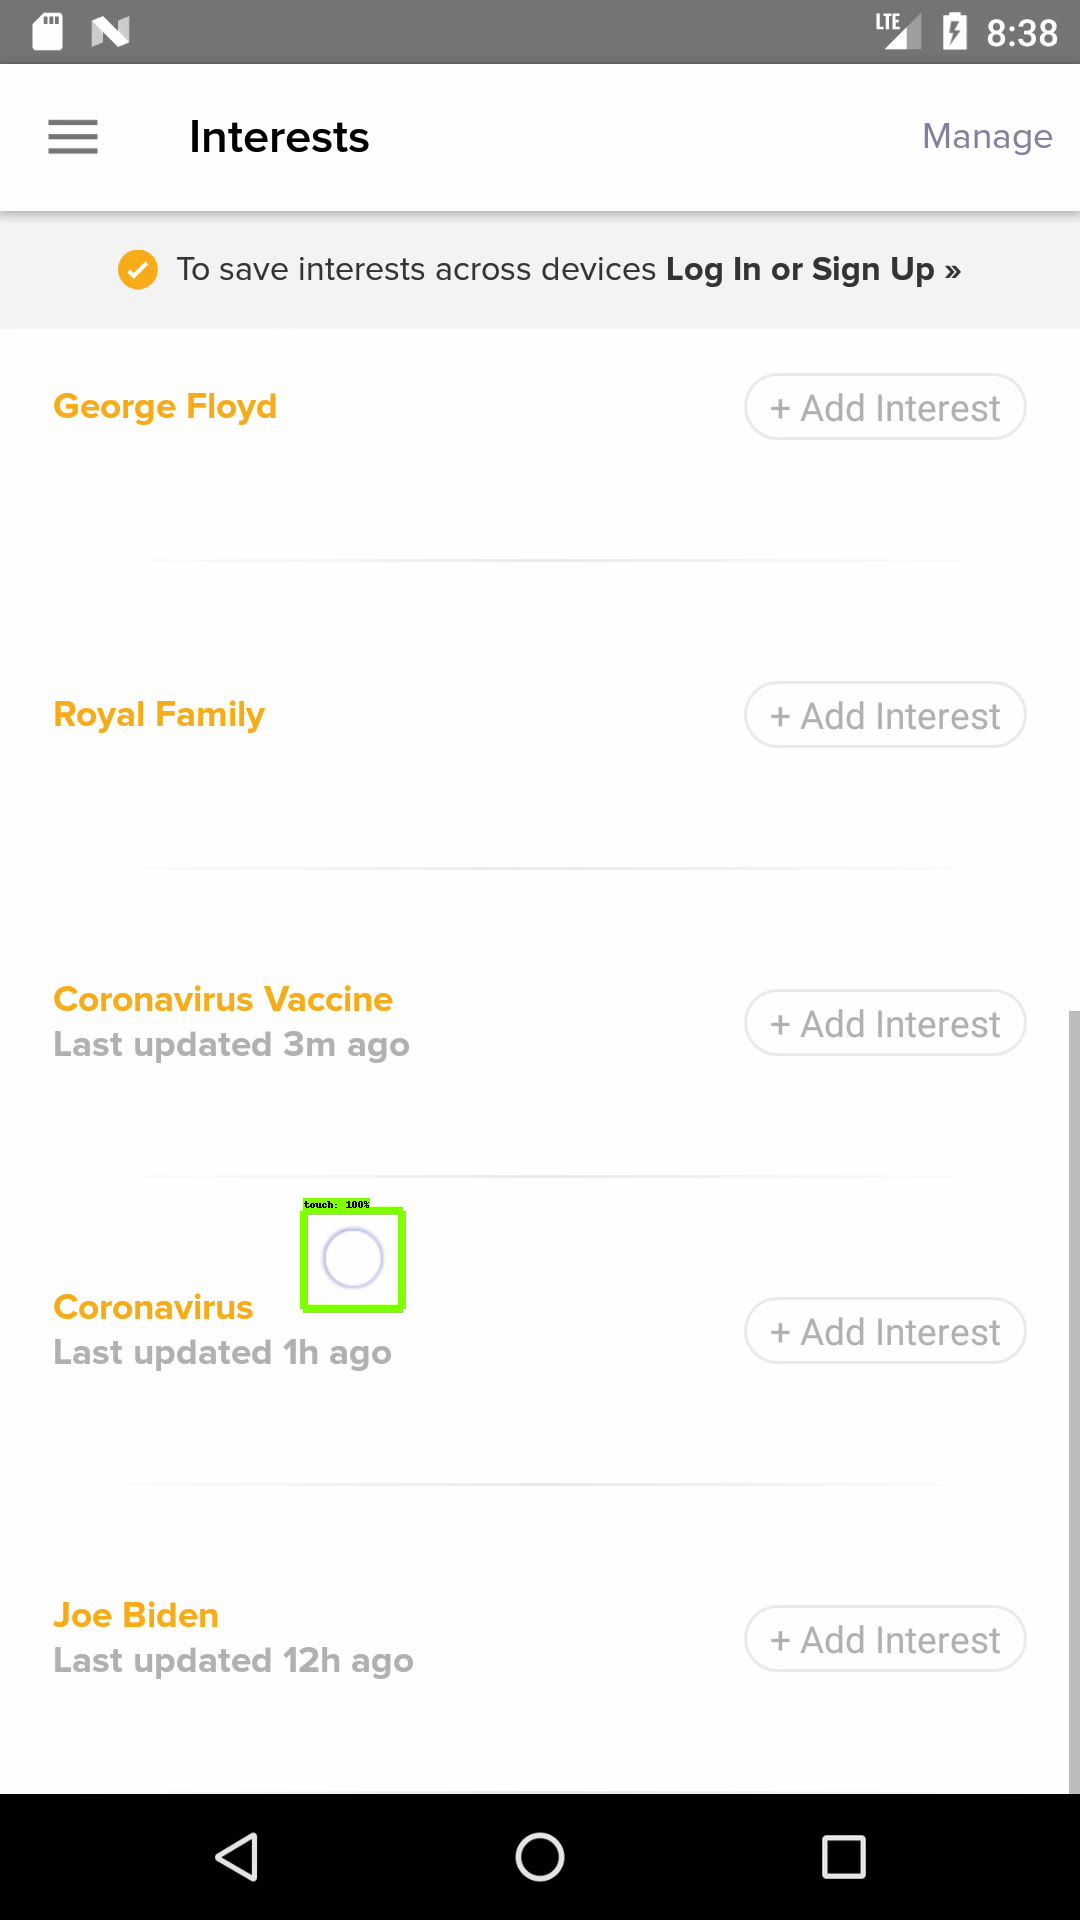 LTE 8:38
Interests
Manage
To save interests across devices Log In or Sign Up »
George Floyd
+ Add Interest
Royal Family
+ Add Interest
Coronavirus Vaccine
Last updated 3m ago
+ Add Interest
touch: 100%
Coronavirus
Last updated 1h ago
+ Add Interest
Joe Biden
Last updated 12h ago
+ Add Interest